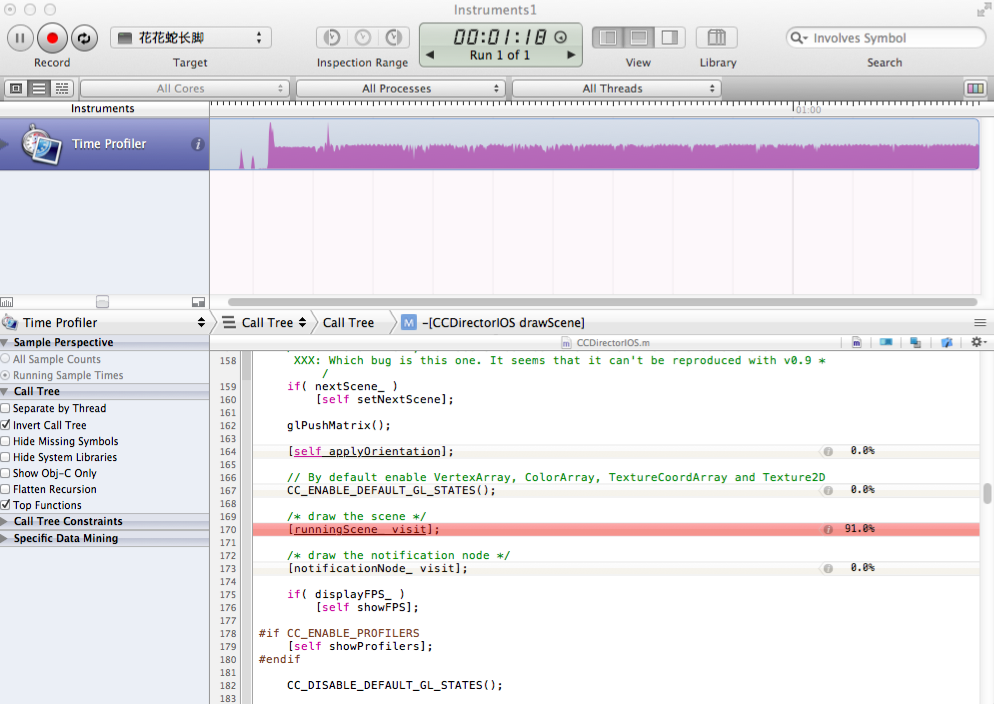 Instruments1
花花蛇长脚
00:01:18
Run 1 of 1
Involves Symbol
Record
Target
Inspection Range
View
Library
Search
All Cores
All Processes
All Threads
Instruments
01:00
Time Profiler
Time Profiler
Call Tree
Call Tree
M
-[CCDirectorIOS drawScene]
Sample Perspective
All Sample Counts
Running Sample Times
Call Tree
Separate by Thread
Invert Call Tree
Hide Missing Symbols
Hide System Libraries
Show Obj-C Only
Flatten Recursion
Top Functions
Call Tree Constraints
Specific Data Mining
CCDirectorIOS.m
158 XXX: Which bug is this one. It seems that it can't be reproduced with v0.9 *
/
159 if( nextScene_ )
160 [self setNextScene];
161
162 glPushMatrix();
163
164 [self applyOrientation]; 0.0%
165
166 // By default enable VertexArray, ColorArray, TextureCoordArray and Texture2D
167 CC_ENABLE_DEFAULT_GL_STATES(); 0.0%
168
169 /* draw the scene */
170 [runningScene_ visit]; 91.0%
171
172 /* draw the notification node */
173 [notificationNode_ visit]; 0.0%
174
175 if( displayFPS_ )
176 [self showFPS];
177
178 #if CC_ENABLE_PROFILERS
179 [self showProfilers];
180 #endif
181
182 CC_DISABLE_DEFAULT_GL_STATES();
183